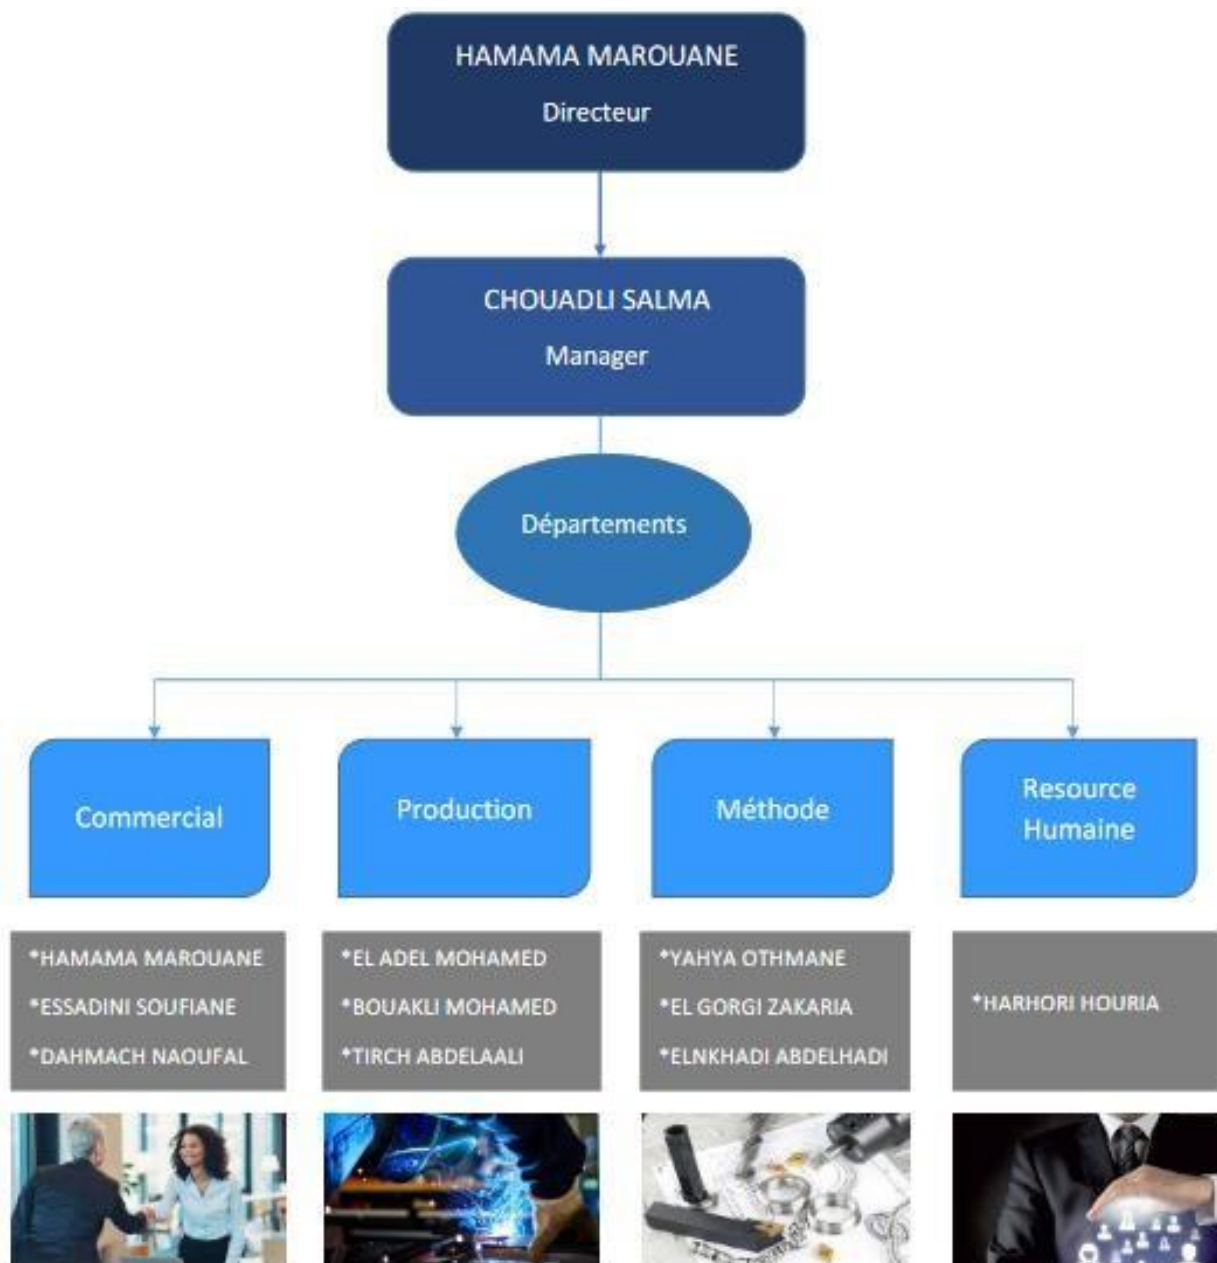 HAMAMA MAROUANE
Directeur
CHOUADLI SALMA
Manager
Départements
Commercial
Production
Méthode
Resource
Humaine
*HAMAMA MAROUANE
*ESSADINI SOUFIANE
*DAHMACH NAOUFAL
*EL ADEL MOHAMED
*BOUAKLI MOHAMED
*TIRCH ABDELAALI
*YAHYA OTHMANE
*EL GORGI ZAKARIA
*ELNKHADI ABDELHADI
*HARHORI HOURIA